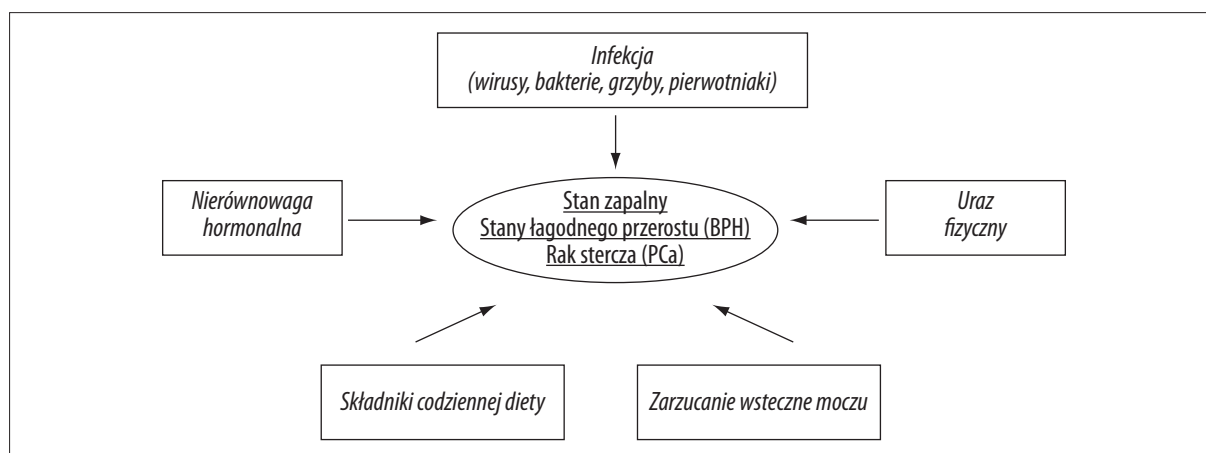 Infekcja
(wirusy, bakterie, grzyby, pierwotniaki)
Nierównowaga
hormonalna
Stan zapalny
Stany łagodnego przerostu (BPH)
Rak stercza (PCa)
Uraz
fizyczny
Składniki codziennej diety
Zarzucanie wsteczne moczu